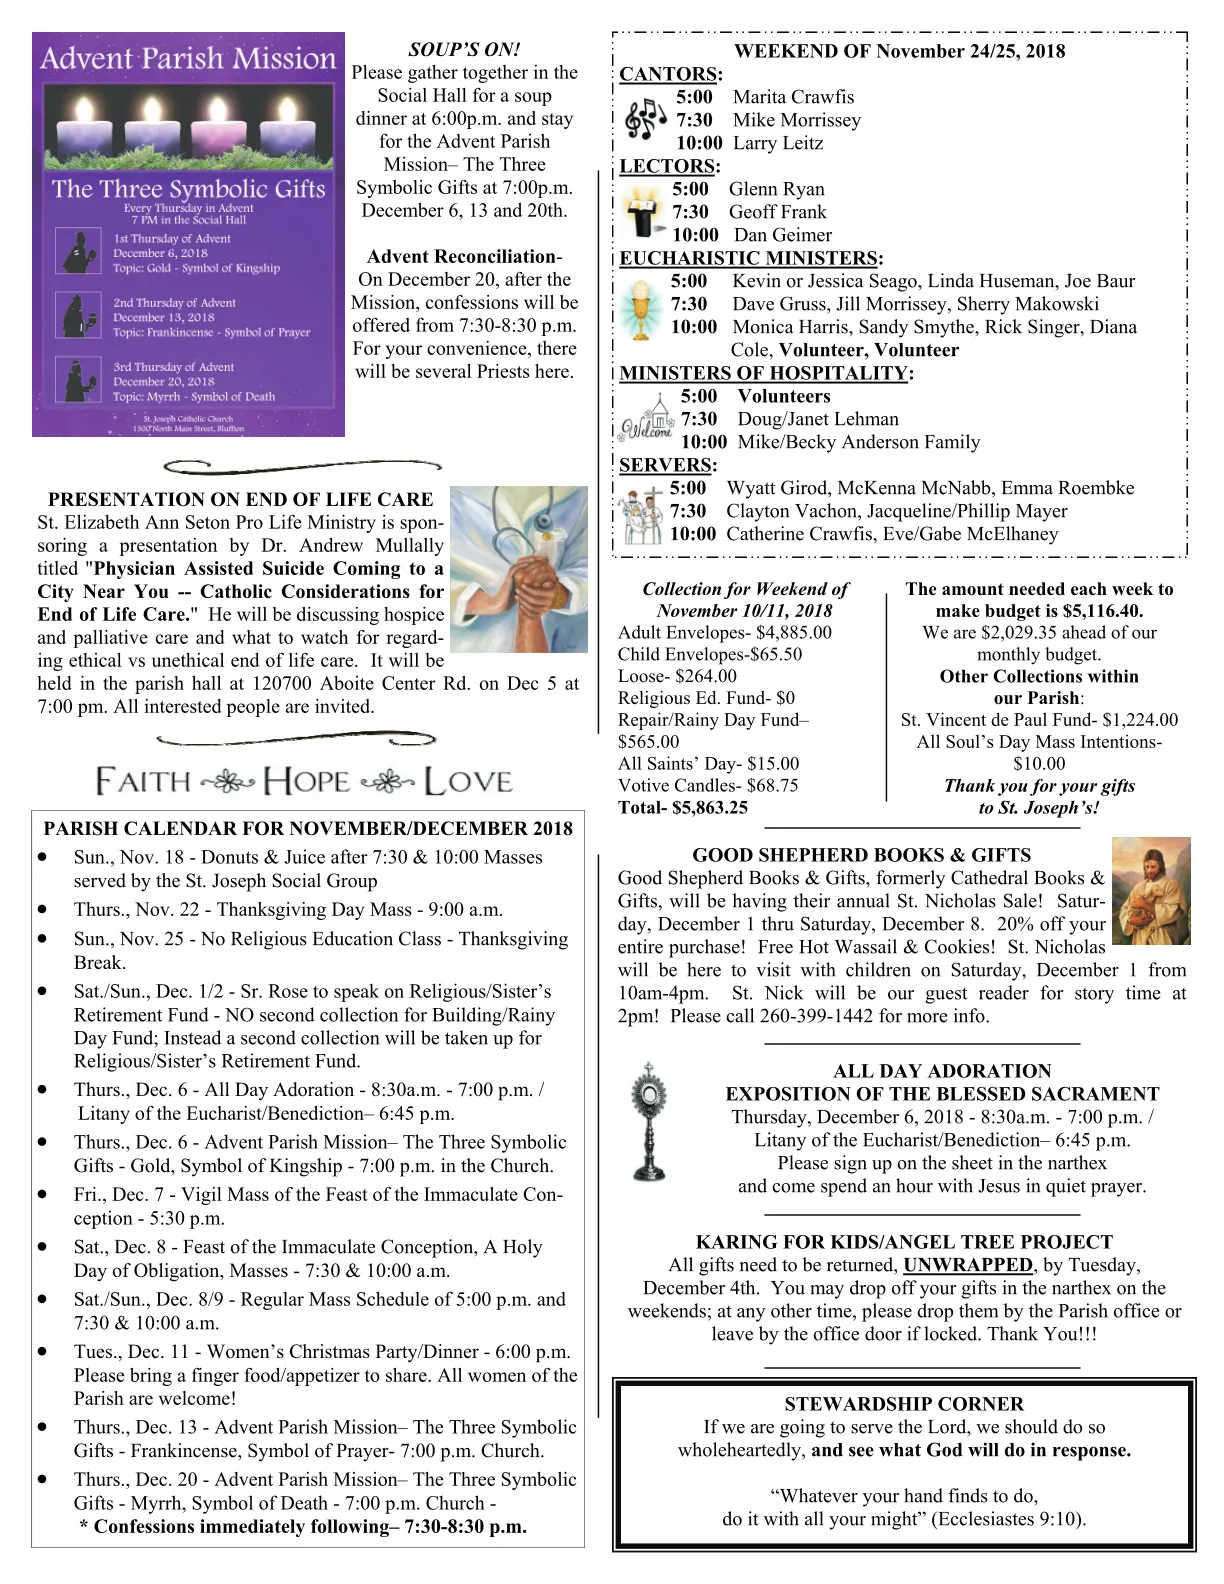 Advent Parish Mission
The Three Symbolic Gifts
Every Thursday in Advent
7 PM in the Social Hall
1st Thursday of Advent
December 6, 2018
Topic: Gold - Symbol of Kingship
2nd Thursday of Advent
December 13, 2018
Topic: Frankincense - Symbol of Prayer
3rd Thursday of Advent
December 20, 2018
Topic: Myrrh - Symbol of Death
St. Joseph Catholic Church
1300 North Main Street, Bluffton
SOUP'S ON!
Please gather together in the
Social Hall for a soup
dinner at 6:00p.m. and stay
for the Advent Parish
Mission– The Three
Symbolic Gifts at 7:00p.m.
December 6, 13 and 20th.
Advent Reconciliation-
On December 20, after the
Mission, confessions will be
offered from 7:30-8:30 p.m.
For your convenience, there
will be several Priests here.
PRESENTATION ON END OF LIFE CARE
St. Elizabeth Ann Seton Pro Life Ministry is spon-
soring a presentation by Dr. Andrew Mullally
titled "Physician Assisted Suicide Coming to a
City Near You -- Catholic Considerations for
End of Life Care." He will be discussing hospice
and palliative care and what to watch for regard-
ing ethical vs unethical end of life care. It will be
held in the parish hall at 120700 Aboite Center Rd. on Dec 5 at
7:00 pm. All interested people are invited.
FAITH HOPE LOVE
PARISH CALENDAR FOR NOVEMBER/DECEMBER 2018
● Sun., Nov. 18 - Donuts & Juice after 7:30 & 10:00 Masses
served by the St. Joseph Social Group
● Thurs., Nov. 22 - Thanksgiving Day Mass - 9:00 a.m.
● Sun., Nov. 25 - No Religious Education Class - Thanksgiving
Break.
● Sat./Sun., Dec. 1/2 - Sr. Rose to speak on Religious/Sister's
Retirement Fund - NO second collection for Building/Rainy
Day Fund; Instead a second collection will be taken up for
Religious/Sister's Retirement Fund.
● Thurs., Dec. 6 - All Day Adoration - 8:30a.m. - 7:00 p.m. /
Litany of the Eucharist/Benediction– 6:45 p.m.
● Thurs., Dec. 6 - Advent Parish Mission– The Three Symbolic
Gifts - Gold, Symbol of Kingship - 7:00 p.m. in the Church.
● Fri., Dec. 7 - Vigil Mass of the Feast of the Immaculate Con-
ception - 5:30 p.m.
● Sat., Dec. 8 - Feast of the Immaculate Conception, A Holy
Day of Obligation, Masses - 7:30 & 10:00 a.m.
● Sat./Sun., Dec. 8/9 - Regular Mass Schedule of 5:00 p.m. and
7:30 & 10:00 a.m.
● Tues., Dec. 11 - Women's Christmas Party/Dinner - 6:00 p.m.
Please bring a finger food/appetizer to share. All women of the
Parish are welcome!
● Thurs., Dec. 13 - Advent Parish Mission– The Three Symbolic
Gifts - Frankincense, Symbol of Prayer- 7:00 p.m. Church.
● Thurs., Dec. 20 - Advent Parish Mission– The Three Symbolic
Gifts - Myrrh, Symbol of Death - 7:00 p.m. Church -
* Confessions immediately following– 7:30-8:30 p.m.
WEEKEND OF November 24/25, 2018
CANTORS:
5:00 Marita Crawfis
7:30 Mike Morrissey
10:00 Larry Leitz
LECTORS:
5:00 Glenn Ryan
7:30 Geoff Frank
10:00 Dan Geimer
EUCHARISTIC MINISTERS:
5:00 Kevin or Jessica Seago, Linda Huseman, Joe Baur
7:30 Dave Gruss, Jill Morrissey, Sherry Makowski
10:00 Monica Harris, Sandy Smythe, Rick Singer, Diana
Cole, Volunteer, Volunteer
MINISTERS OF HOSPITALITY:
5:00 Volunteers
Welcome
7:30 Doug/Janet Lehman
10:00 Mike/Becky Anderson Family
SERVERS:
5:00 Wyatt Girod, McKenna McNabb, Emma Roembke
7:30 Clayton Vachon, Jacqueline/Phillip Mayer
10:00 Catherine Crawfis, Eve/Gabe McElhaney
Collection for Weekend of
November 10/11, 2018
Adult Envelopes- $4,885.00
Child Envelopes-$65.50
Loose- $264.00
Religious Ed. Fund- $0
Repair/Rainy Day Fund–
$565.00
All Saints' Day- $15.00
Votive Candles- $68.75
Total- $5,863.25
The amount needed each week to
make budget is $5,116.40.
We are $2,029.35 ahead of our
monthly budget.
Other Collections within
our Parish:
St. Vincent de Paul Fund- $1,224.00
All Soul's Day Mass Intentions-
$10.00
Thank you for your gifts
to St. Joseph's!
GOOD SHEPHERD BOOKS & GIFTS
Good Shepherd Books & Gifts, formerly Cathedral Books &
Gifts, will be having their annual St. Nicholas Sale! Satur-
day, December 1 thru Saturday, December 8. 20% off your
entire purchase! Free Hot Wassail & Cookies! St. Nicholas
will be here to visit with children on Saturday, December 1 from
10am-4pm. St. Nick will be our guest reader for story time at
2pm! Please call 260-399-1442 for more info.
ALL DAY ADORATION
EXPOSITION OF THE BLESSED SACRAMENT
Thursday, December 6, 2018 - 8:30a.m. - 7:00 p.m. /
Litany of the Eucharist/Benediction– 6:45 p.m.
Please sign up on the sheet in the narthex
and come spend an hour with Jesus in quiet prayer.
KARING FOR KIDS/ANGEL TREE PROJECT
All gifts need to be returned, UNWRAPPED, by Tuesday,
December 4th. You may drop off your gifts in the narthex on the
weekends; at any other time, please drop them by the Parish office or
leave by the office door if locked. Thank You!!!
STEWARDSHIP CORNER
If we are going to serve the Lord, we should do so
wholeheartedly, and see what God will do in response.
“Whatever your hand finds to do,
do it with all your might” (Ecclesiastes 9:10).